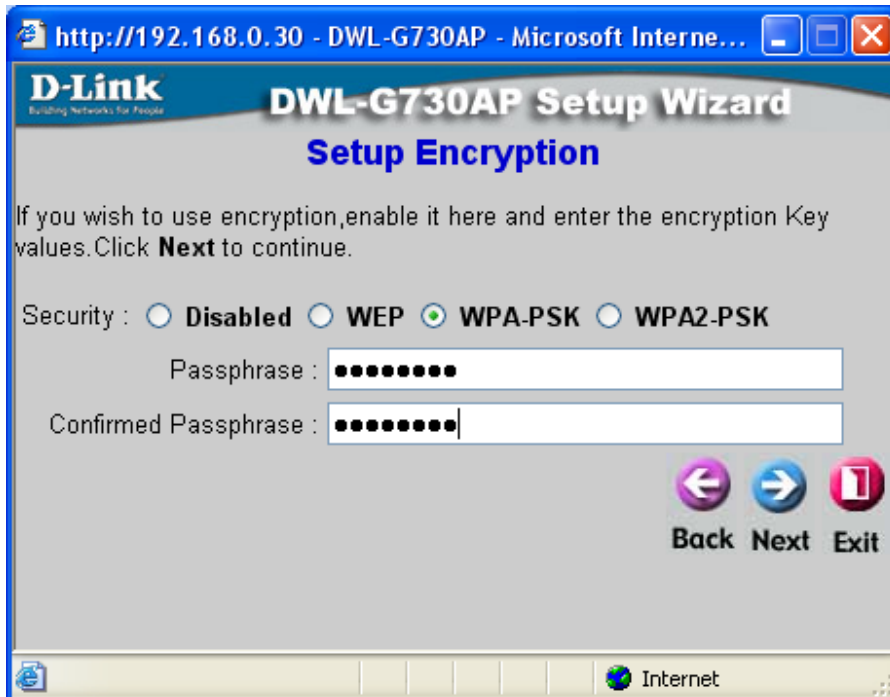 http://192.168.0.30 - DWL-G730AP - Microsoft Interne...
D-Link
Building Networks for People
DWL-G730AP Setup Wizard
Setup Encryption
If you wish to use encryption,enable it here and enter the encryption Key
values.Click Next to continue.
Security : Disabled WEP WPA-PSK WPA2-PSK
Passphrase : ●●●●●●●●
Confirmed Passphrase : ●●●●●●●●
Back Next Exit
Internet